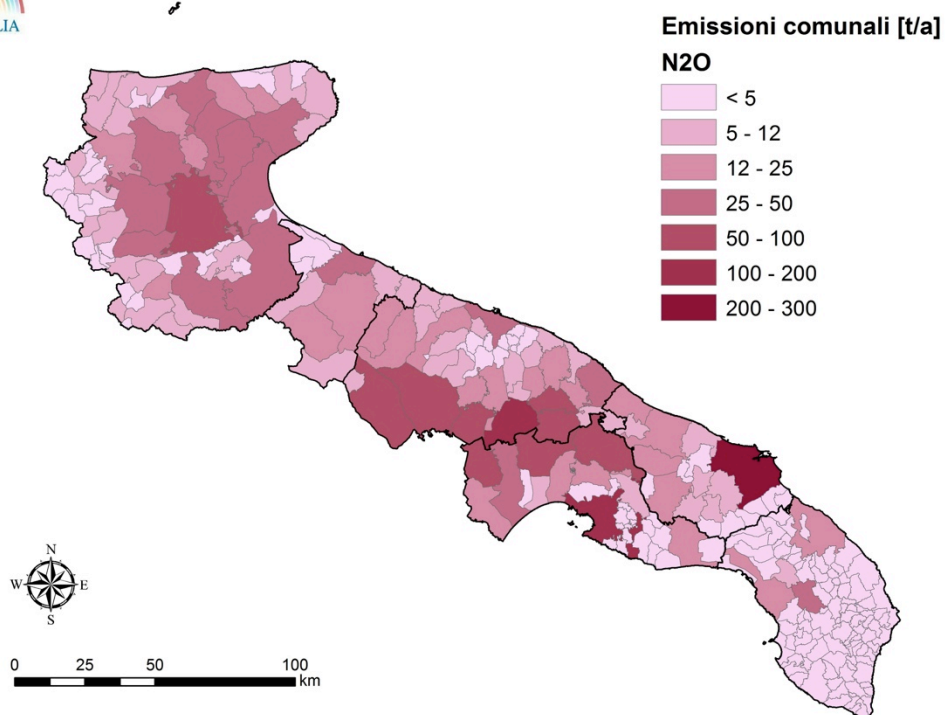 LIA
Emissioni comunali [t/a]
N2O
< 5
5 - 12
12 - 25
25 - 50
50 - 100
100 - 200
200 - 300
N
W E
S
0 25 50 100
km